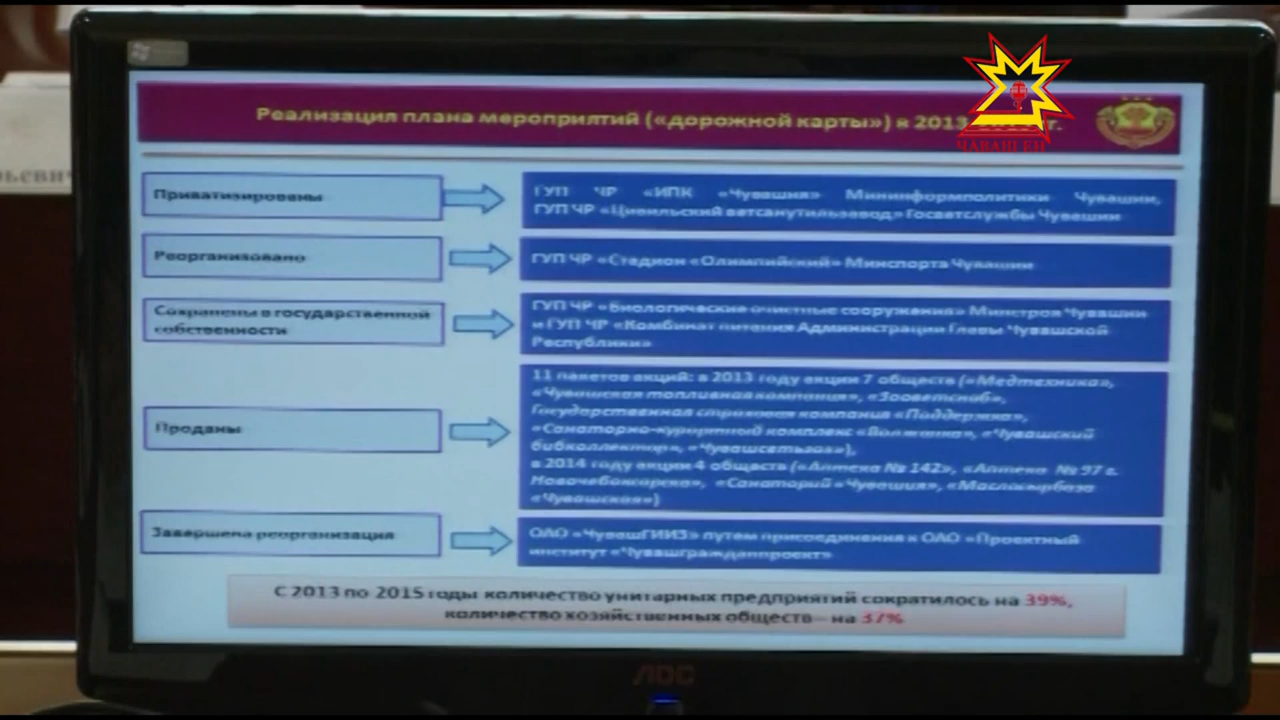 Реализация плана мероприятий («дорожной карты») в 2013 г.
ЧӐВАШ ЕН
ьевич
Приватизированы
ГУП ЧР «ИПК «Чувашия» Мининформполитики Чувашии,
ГУП ЧР «Цивильский ветсанутильзавод» Госветслужбы Чувашии
Реорганизовано
ГУП ЧР «Стадион «Олимпийский» Минспорта Чувашии
Сохранены в государственной
собственности
ГУП ЧР «Биологические очистные сооружения» Минстроя Чувашии
и ГУП ЧР «Комбинат питания Администрации Главы Чувашской
Республики»
Проданы
11 пакетов акций: в 2013 году акции 7 обществ («Медтехника»,
«Чувашская топливная компания», «Зооветснаб»,
Государственная страховая компания «Поддержка»,
«Санаторно-курортный комплекс «Волжанка», «Чувашский
бибколлектор», «Чувашсетьгаз»),
в 2014 году акции 4 обществ («Аптека № 142», «Аптека № 97 г.
Новочебоксарска», «Санаторий «Чувашия», «Маслосырбаза
«Чувашская»)
Завершена реорганизация
ОАО «ЧувашГИИЗ» путем присоединения к ОАО «Проектный
институт «Чувашгражданпроект»
С 2013 по 2015 годы количество унитарных предприятий сократилось на 39%,
количество хозяйственных обществ – на 37%
AOC